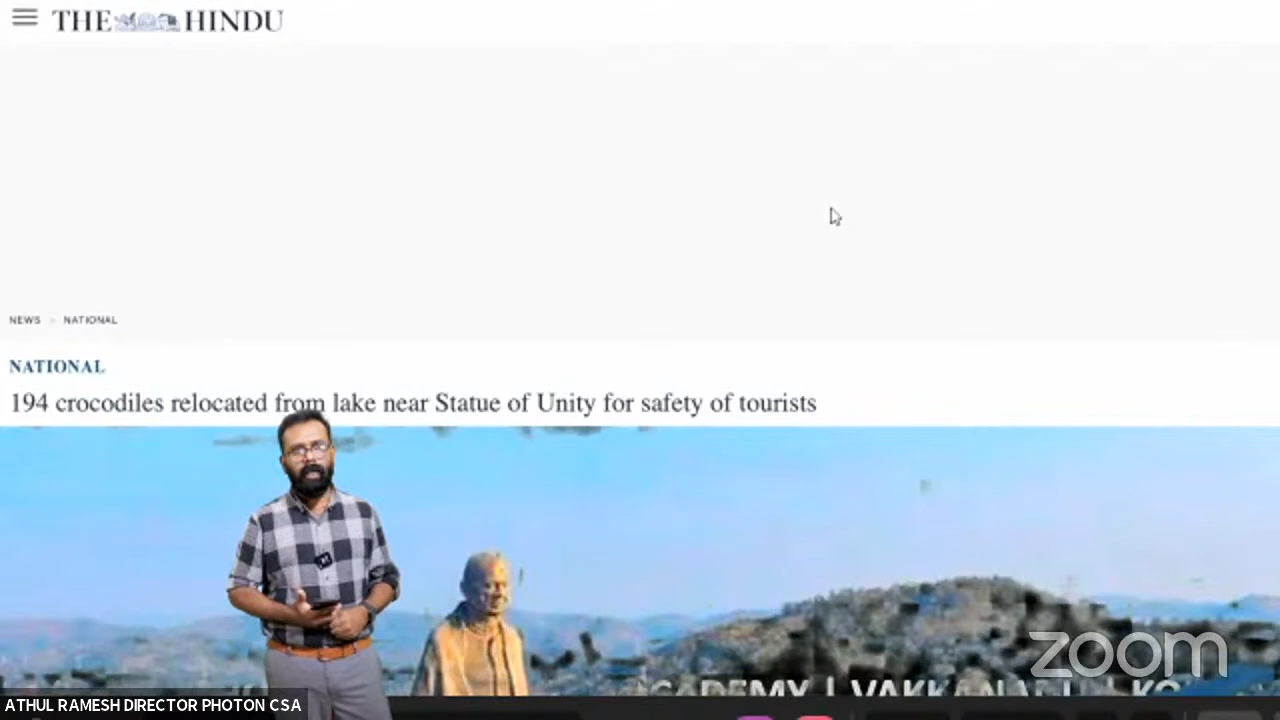 THE HINDU
NEWS > NATIONAL
NATIONAL
194 crocodiles relocated from lake near Statue of Unity for safety of tourists
zoom
ATHUL RAMESH DIRECTOR PHOTON CSA